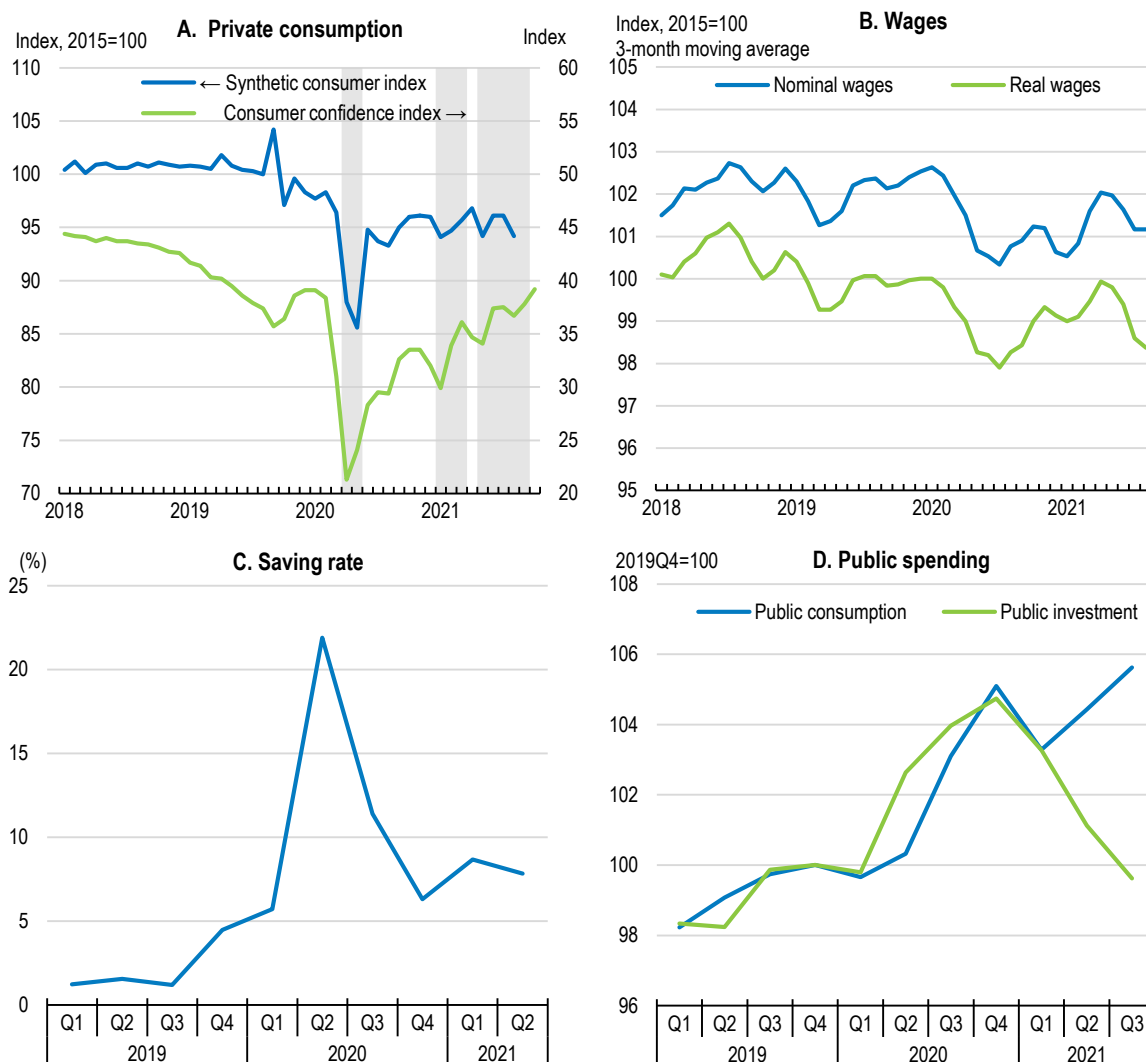 A. Private consumption
Index, 2015=100
Index
← Synthetic consumer index
Consumer confidence index →
110
105
100
95
90
85
80
75
70
60
55
50
45
40
35
30
25
20
2018 2019 2020 2021
B. Wages
Index, 2015=100
3-month moving average
Nominal wages
Real wages
105
104
103
102
101
100
99
98
97
96
95
2018 2019 2020 2021
C. Saving rate
(%)
25
20
15
10
5
0
Q1 Q2 Q3 Q4 Q1 Q2 Q3 Q4 Q1 Q2
2019 2020 2021
D. Public spending
2019Q4=100
Public consumption
Public investment
108
106
104
102
100
98
96
Q1 Q2 Q3 Q4 Q1 Q2 Q3 Q4 Q1 Q2 Q3
2019 2020 2021